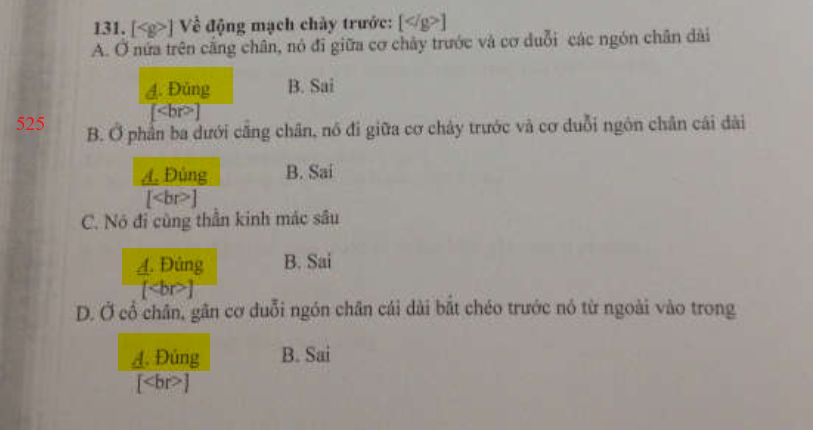 131. [<g>] Về động mạch chày trước: [</g>]
A. Ở nửa trên cẳng chân, nó đi giữa cơ chày trước và cơ duỗi các ngón chân dài
A. Đúng B. Sai
[<br>]
525
B. Ở phần ba dưới cẳng chân, nó đi giữa cơ chày trước và cơ duỗi ngón chân cái dài
A. Đúng B. Sai
[<br>]
C. Nó đi cùng thần kinh mác sâu
A. Đúng B. Sai
[<br>]
D. Ở cổ chân, gân cơ duỗi ngón chân cái dài bắt chéo trước nó từ ngoài vào trong
A. Đúng B. Sai
[<br>]